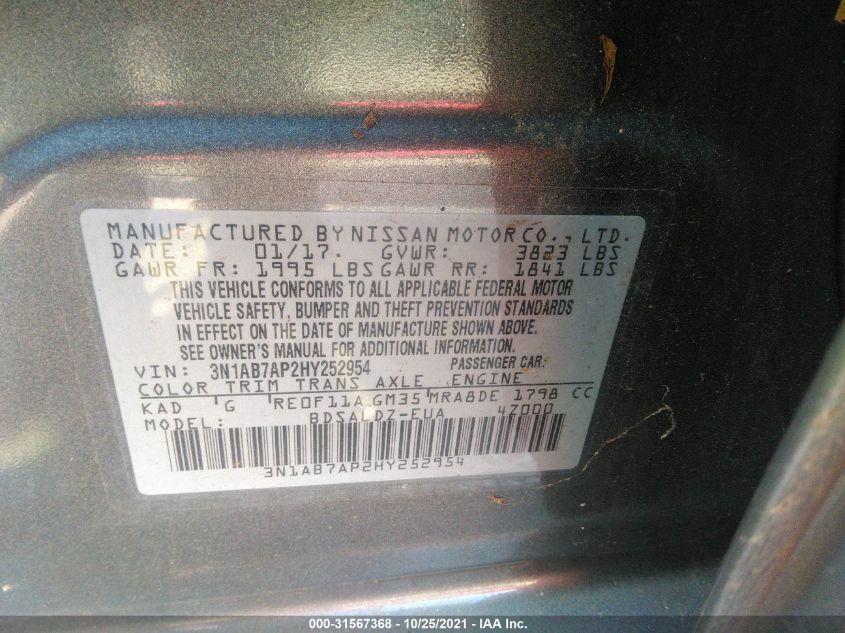 MANUFACTURED BY NISSAN MOTOR CO., LTD.
DATE: 01/17. GVWR: 3823 LBS
GAWR FR: 1995 LBS GAWR RR: 1841 LBS
THIS VEHICLE CONFORMS TO ALL APPLICABLE FEDERAL MOTOR
VEHICLE SAFETY, BUMPER AND THEFT PREVENTION STANDARDS
IN EFFECT ON THE DATE OF MANUFACTURE SHOWN ABOVE.
SEE OWNER'S MANUAL FOR ADDITIONAL INFORMATION.
VIN: 3N1AB7AP2HY252954 PASSENGER CAR
COLOR TRIM TRANS AXLE ENGINE
KAD G RE0F11A GM35 MRA8DE 1798 CC
MODEL: BDSALDZ-EUA 4Z000
3N1AB7AP2HY252954
000-31567368 - 10/25/2021 - IAA Inc.